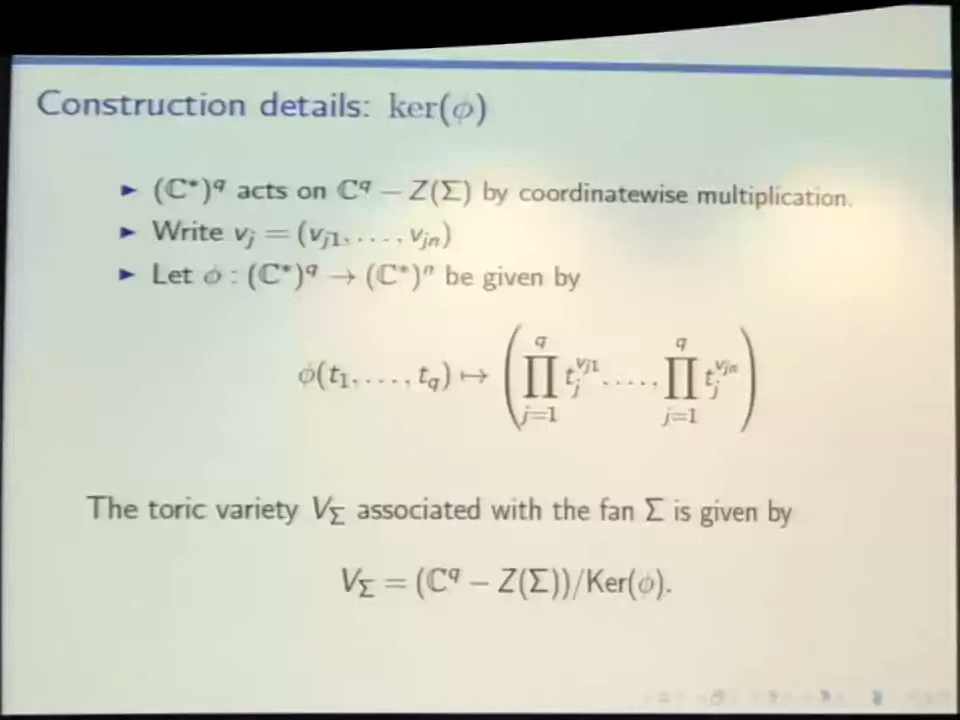 Construction details: ker(ϕ)
▶ (ℂ*)^q acts on ℂ^q − Z(Σ) by coordinatewise multiplication.
▶ Write v_j = (v_{j1}, . . . , v_{jn})
▶ Let ϕ : (ℂ*)^q → (ℂ*)^n be given by
ϕ(t_1, . . . , t_q) ↦ ( ∏_{j=1}^{q} t_j^{v_{j1}}, . . . , ∏_{j=1}^{q} t_j^{v_{jn}} )
The toric variety V_Σ associated with the fan Σ is given by
V_Σ = (ℂ^q − Z(Σ))/Ker(ϕ).